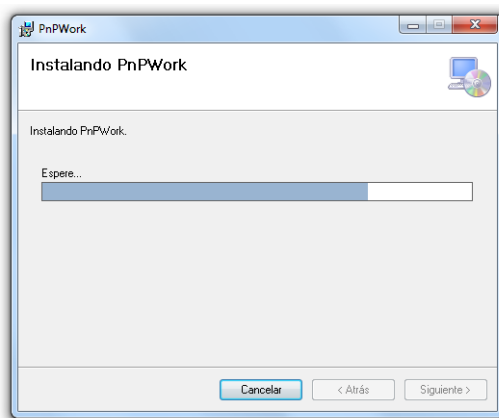 PnPWork
Instalando PnPWork
Instalando PnPWork.
Espere...
Cancelar
< Atrás
Siguiente >